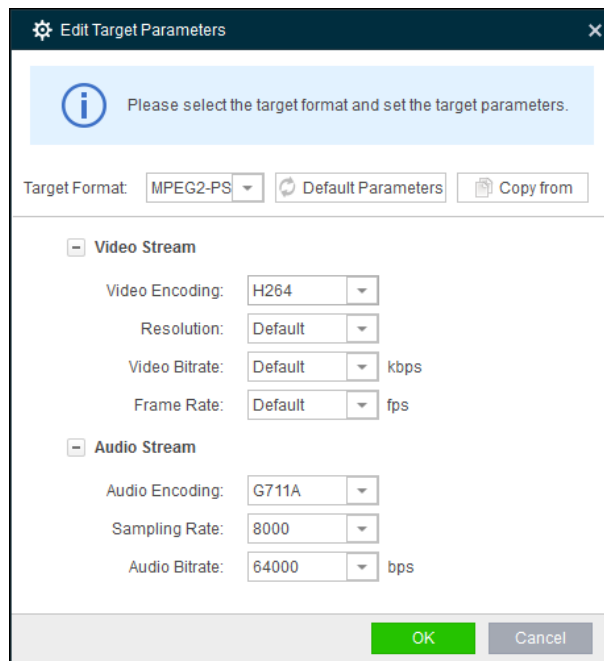 Edit Target Parameters
Please select the target format and set the target parameters.
Target Format: MPEG2-PS Default Parameters Copy from
Video Stream
Video Encoding: H264
Resolution: Default
Video Bitrate: Default kbps
Frame Rate: Default fps
Audio Stream
Audio Encoding: G711A
Sampling Rate: 8000
Audio Bitrate: 64000 bps
OK Cancel